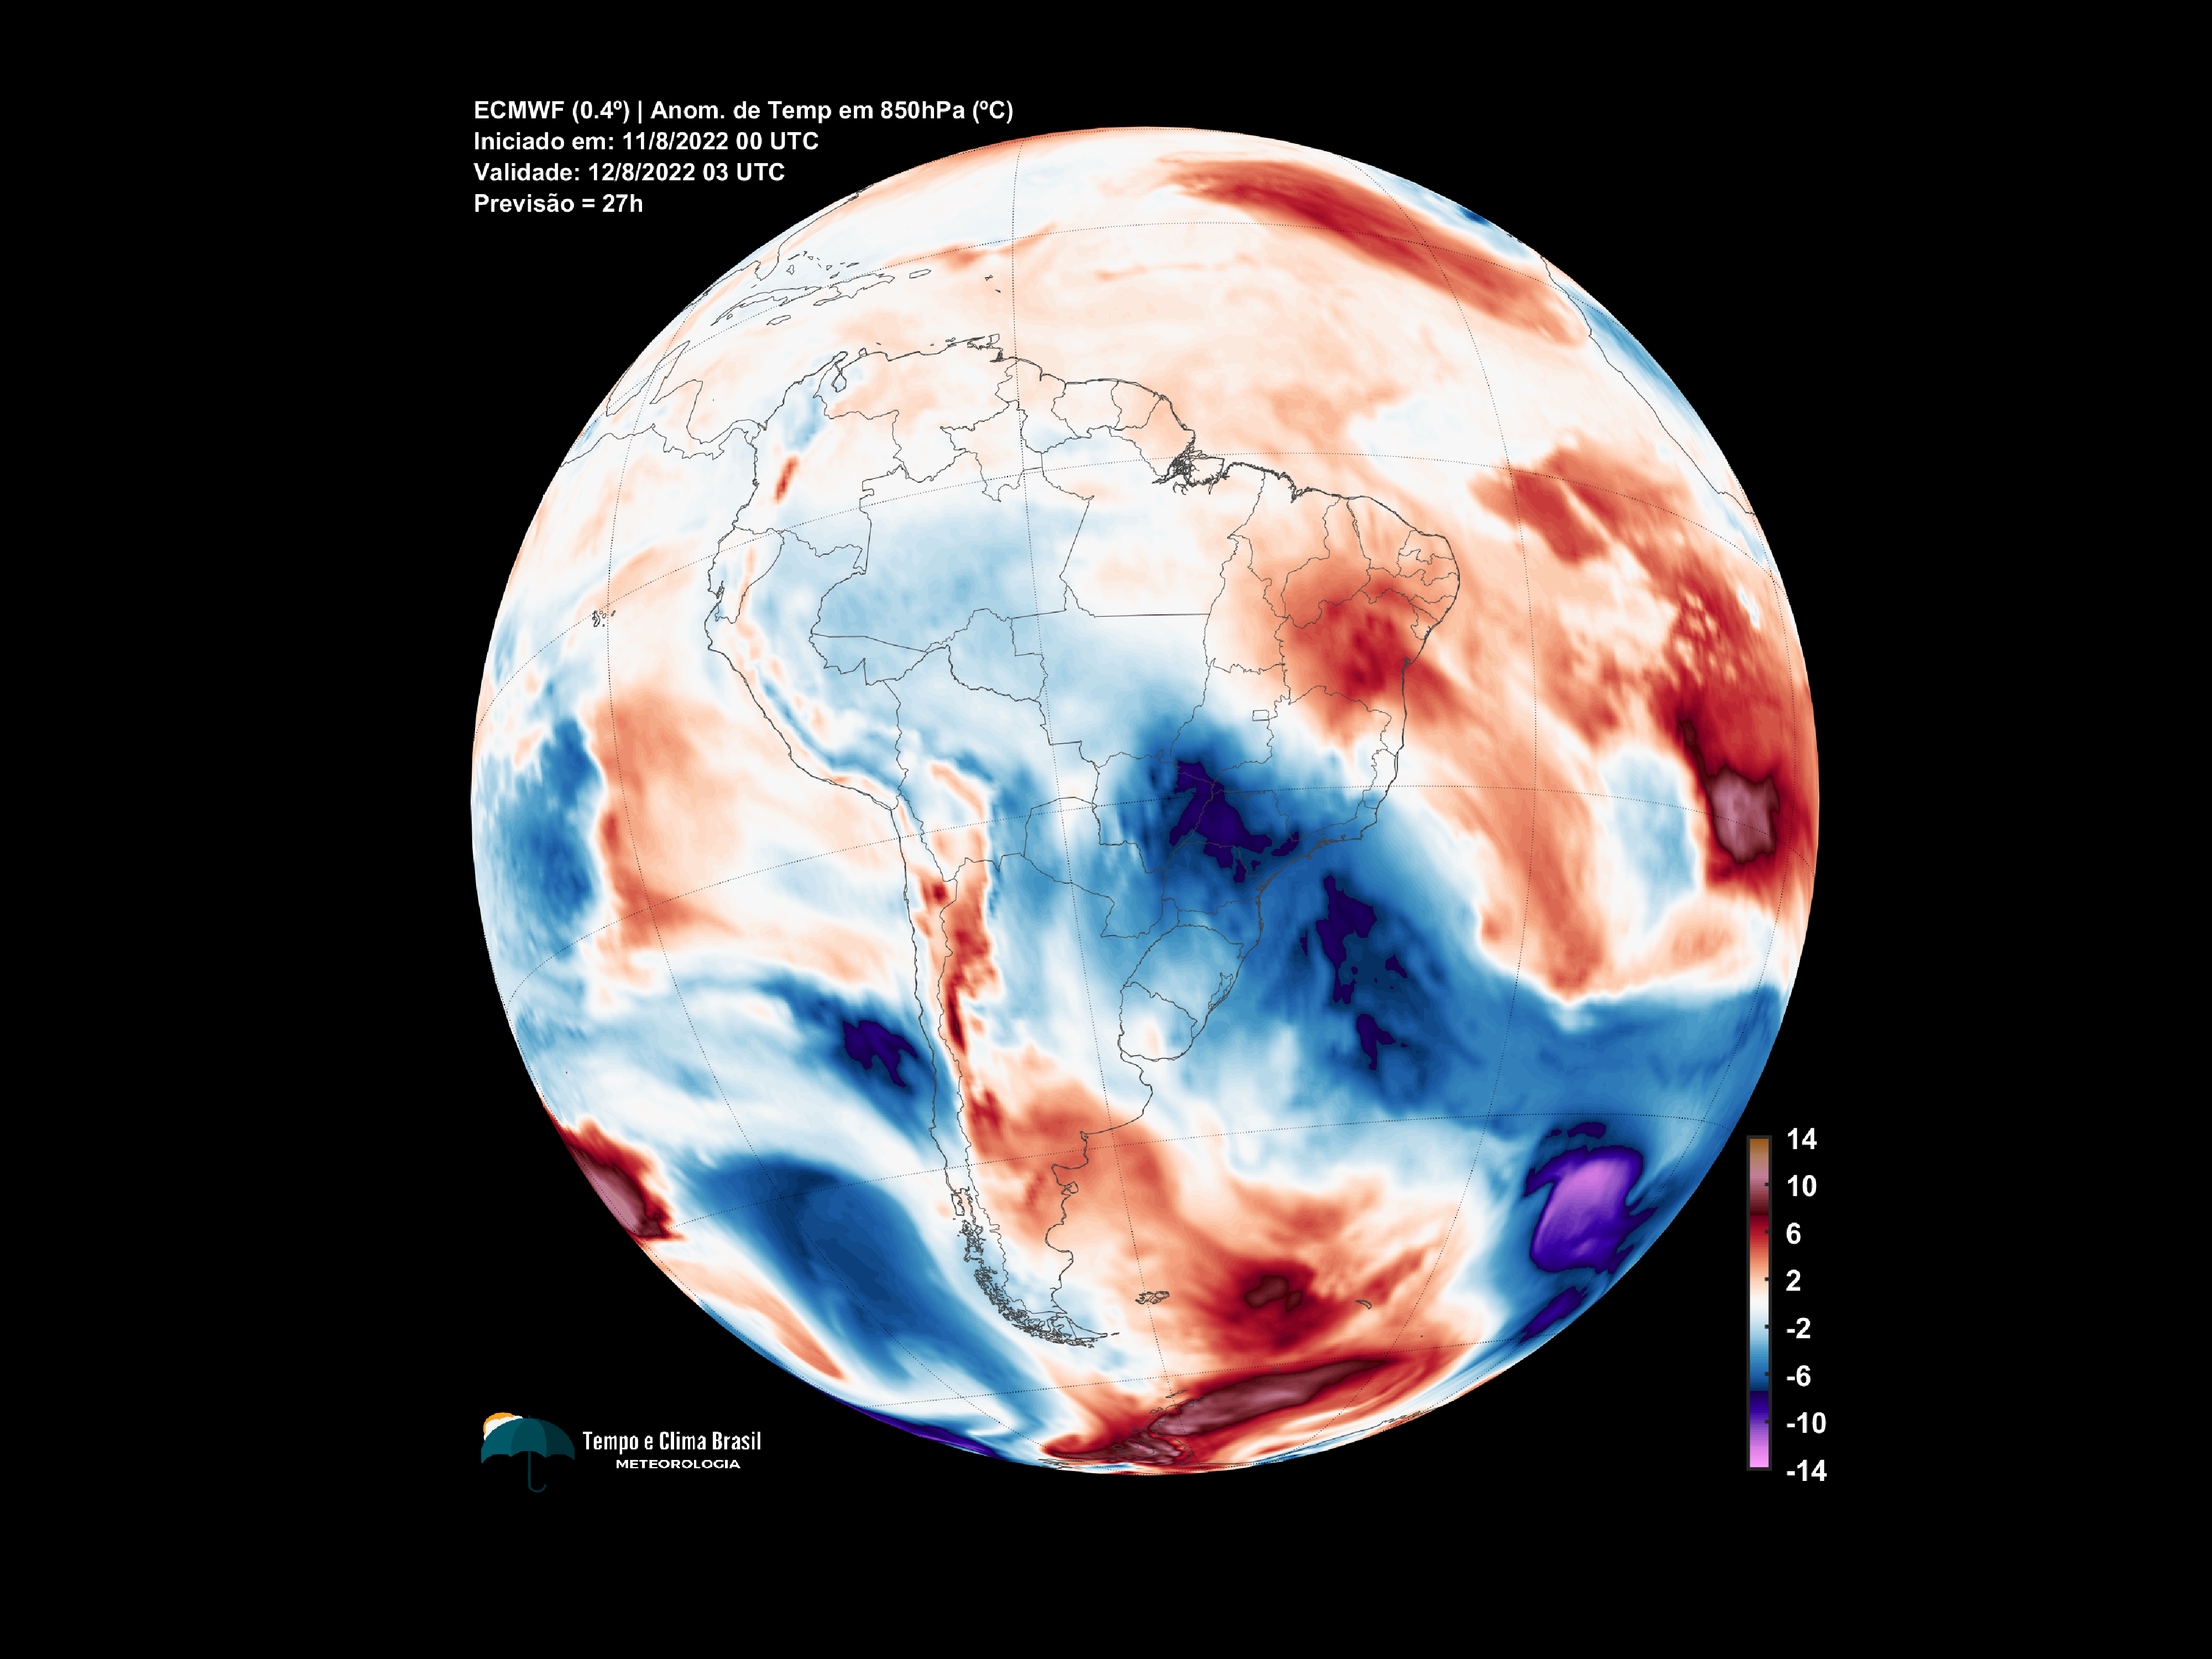 ECMWF (0.4º) | Anom. de Temp em 850hPa (ºC)
Iniciado em: 11/8/2022 00 UTC
Validade: 12/8/2022 03 UTC
Previsão = 27h
14
10
6
2
-2
-6
-10
-14
Tempo e Clima Brasil
METEOROLOGIA